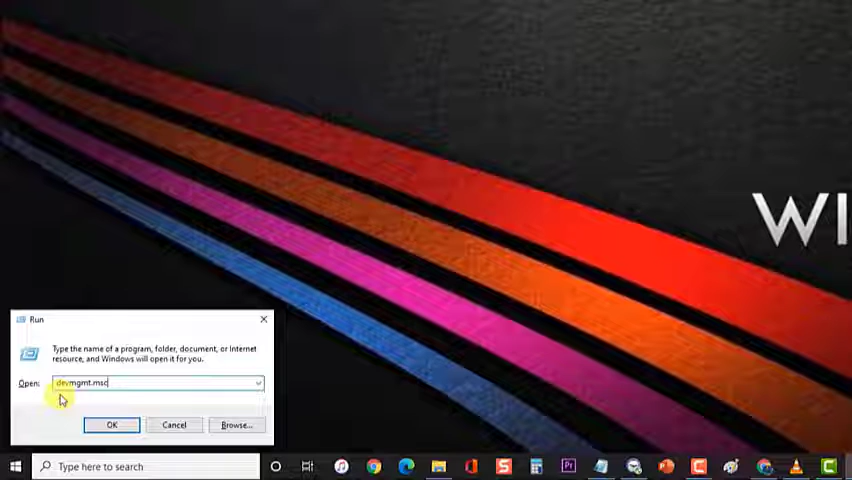 WI
Run
Type the name of a program, folder, document, or Internet
resource, and Windows will open it for you.
Open: devmgmt.msc
OK Cancel Browse...
Type here to search